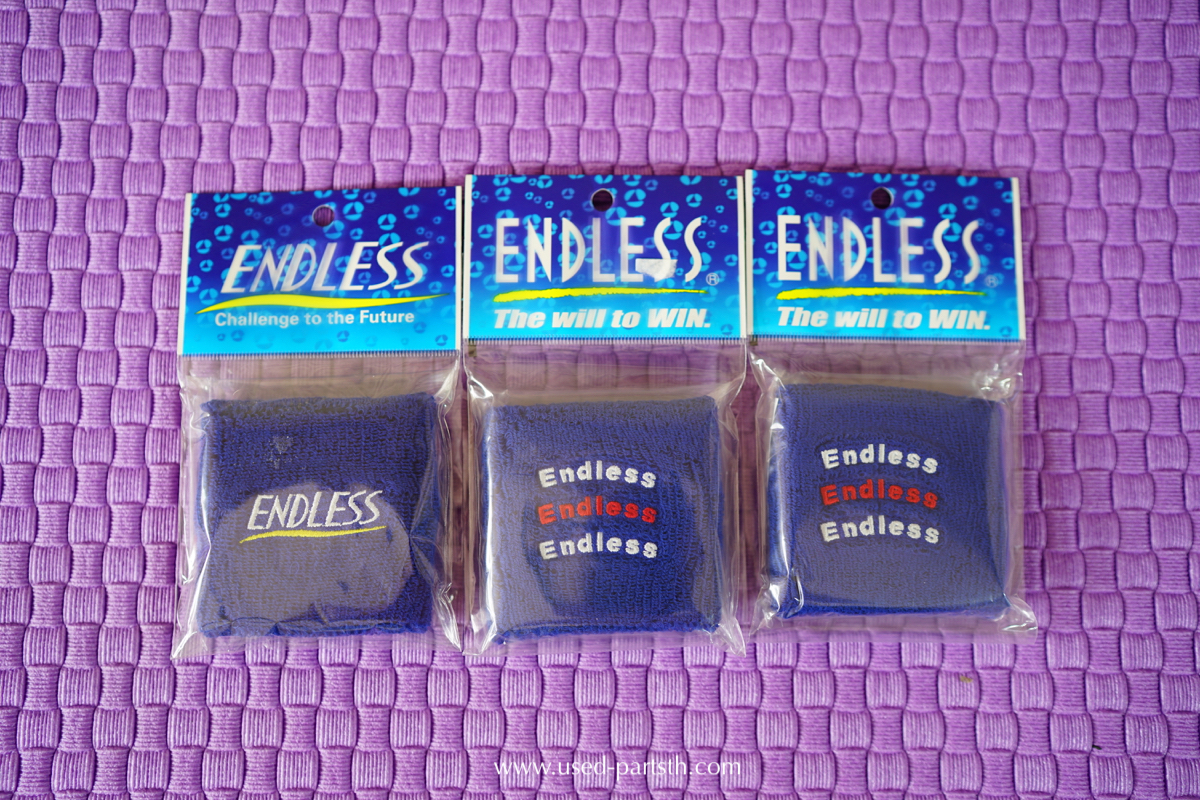 ENDLESS
Challenge to the Future
ENDLESS
ENDLESS®
The will to WIN.
Endless
Endless
Endless
ENDLESS®
The will to WIN.
Endless
Endless
Endless
www.used-partsth.com